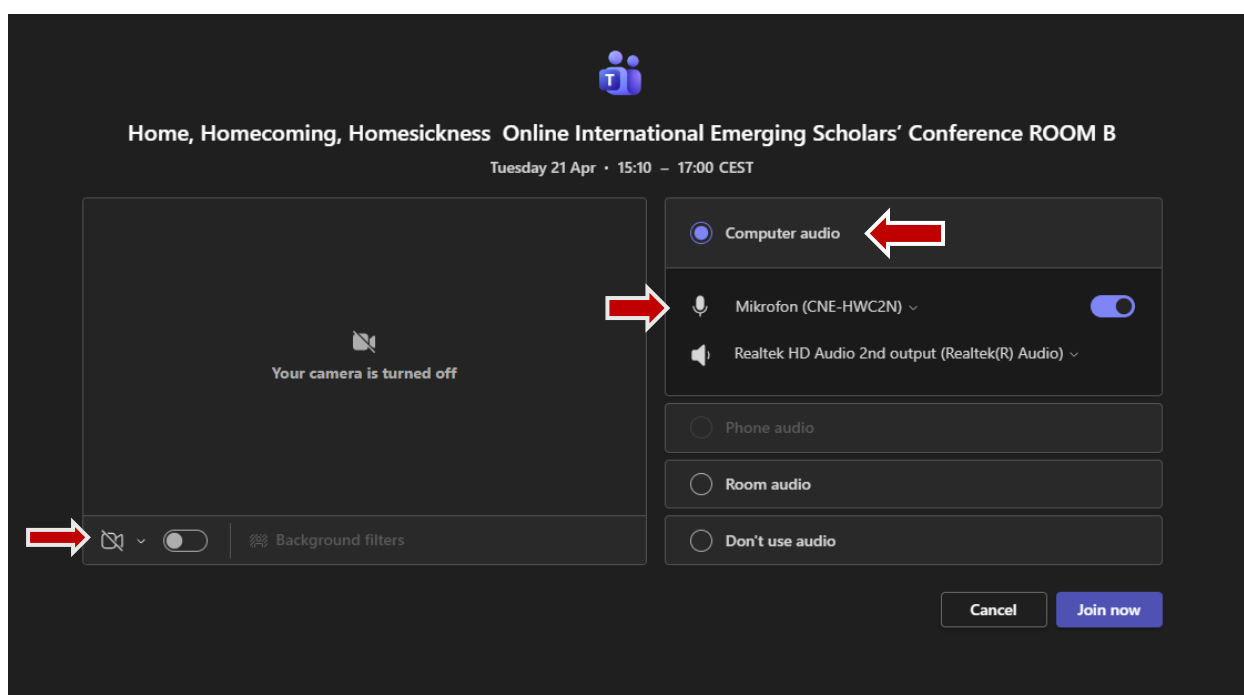 T
Home, Homecoming, Homesickness  Online International Emerging Scholars’ Conference ROOM B
Tuesday 21 Apr · 15:10 – 17:00 CEST
Your camera is turned off
Background filters
Computer audio
Mikrofon (CNE-HWC2N)
Realtek HD Audio 2nd output (Realtek(R) Audio)
Phone audio
Room audio
Don't use audio
Cancel
Join now